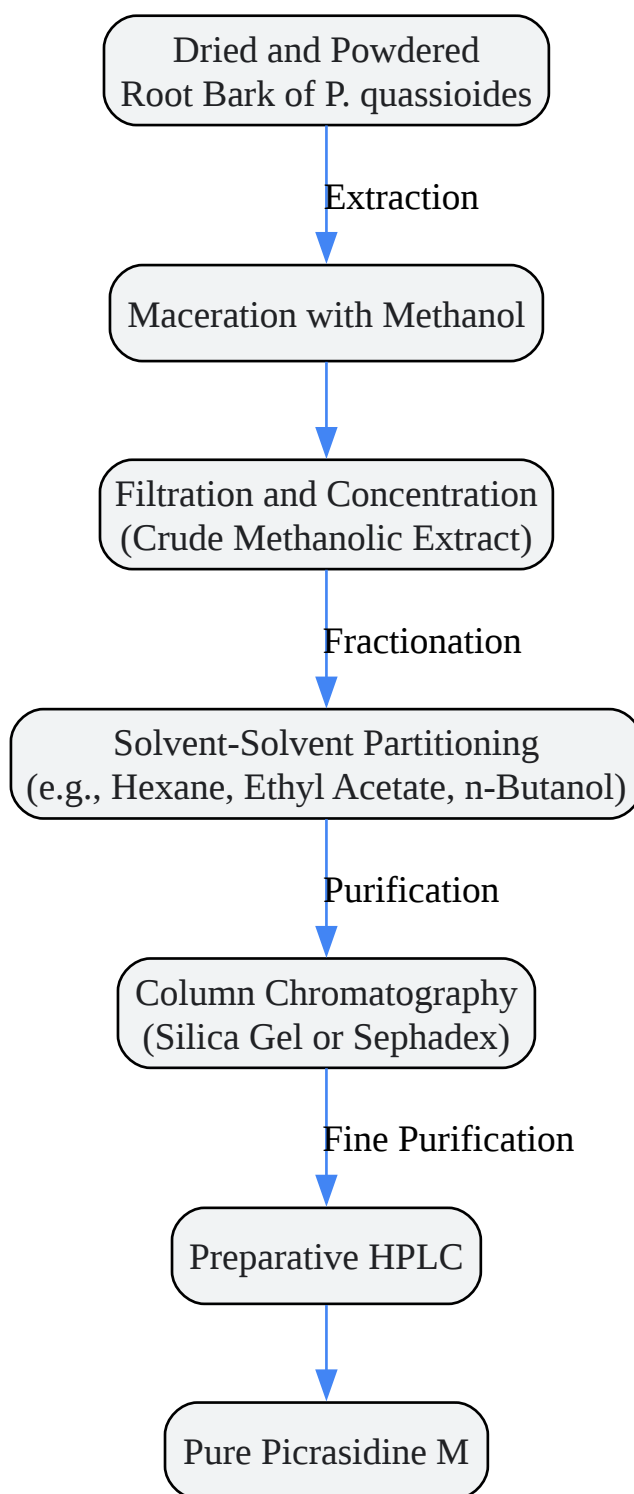 Dried and Powdered
Root Bark of P. quassioides
Extraction
Maceration with Methanol
Filtration and Concentration
(Crude Methanolic Extract)
Fractionation
Solvent-Solvent Partitioning
(e.g., Hexane, Ethyl Acetate, n-Butanol)
Purification
Column Chromatography
(Silica Gel or Sephadex)
Fine Purification
Preparative HPLC
Pure Picrasidine M